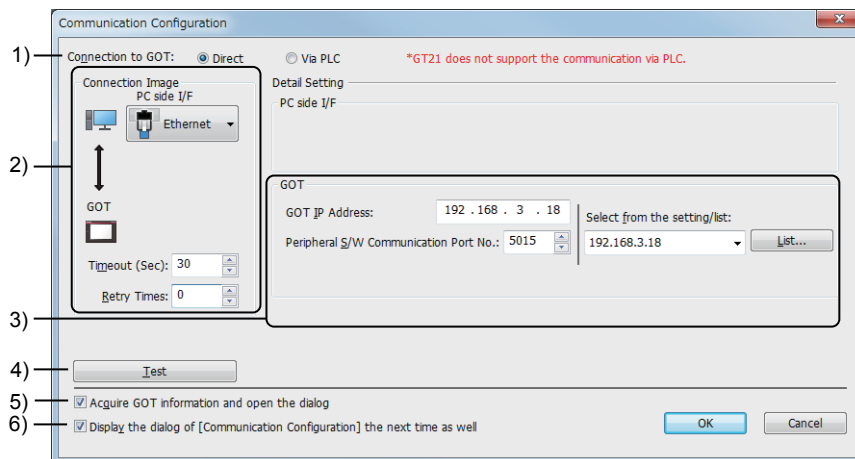 Communication Configuration
1)
Connection to GOT: Direct Via PLC *GT21 does not support the communication via PLC.
2)
Connection Image
PC side I/F
Ethernet
GOT
Timeout (Sec): 30
Retry Times: 0
Detail Setting
PC side I/F
3)
GOT
GOT IP Address: 192 . 168 . 3 . 18
Peripheral S/W Communication Port No.: 5015
Select from the setting/list:
192.168.3.18 List...
4)
Test
5)
Acquire GOT information and open the dialog
6)
Display the dialog of [Communication Configuration] the next time as well
OK Cancel